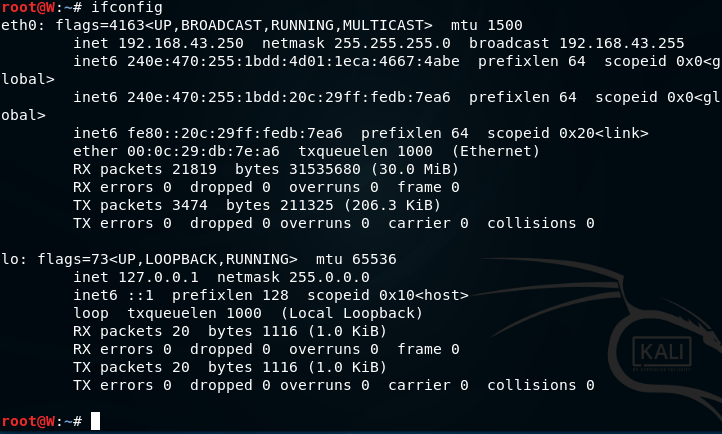 root@W:~# ifconfig
eth0: flags=4163<UP,BROADCAST,RUNNING,MULTICAST>  mtu 1500
        inet 192.168.43.250  netmask 255.255.255.0  broadcast 192.168.43.255
        inet6 240e:470:255:1bdd:4d01:1eca:4667:4abe  prefixlen 64  scopeid 0x0<g
lobal>
        inet6 240e:470:255:1bdd:20c:29ff:fedb:7ea6  prefixlen 64  scopeid 0x0<gl
obal>
        inet6 fe80::20c:29ff:fedb:7ea6  prefixlen 64  scopeid 0x20<link>
        ether 00:0c:29:db:7e:a6  txqueuelen 1000  (Ethernet)
        RX packets 21819  bytes 31535680 (30.0 MiB)
        RX errors 0  dropped 0  overruns 0  frame 0
        TX packets 3474  bytes 211325 (206.3 KiB)
        TX errors 0  dropped 0 overruns 0  carrier 0  collisions 0

lo: flags=73<UP,LOOPBACK,RUNNING>  mtu 65536
        inet 127.0.0.1  netmask 255.0.0.0
        inet6 ::1  prefixlen 128  scopeid 0x10<host>
        loop  txqueuelen 1000  (Local Loopback)
        RX packets 20  bytes 1116 (1.0 KiB)
        RX errors 0  dropped 0  overruns 0  frame 0
        TX packets 20  bytes 1116 (1.0 KiB)
        TX errors 0  dropped 0 overruns 0  carrier 0  collisions 0

root@W:~#
KALI
BY OFFENSIVE SECURITY